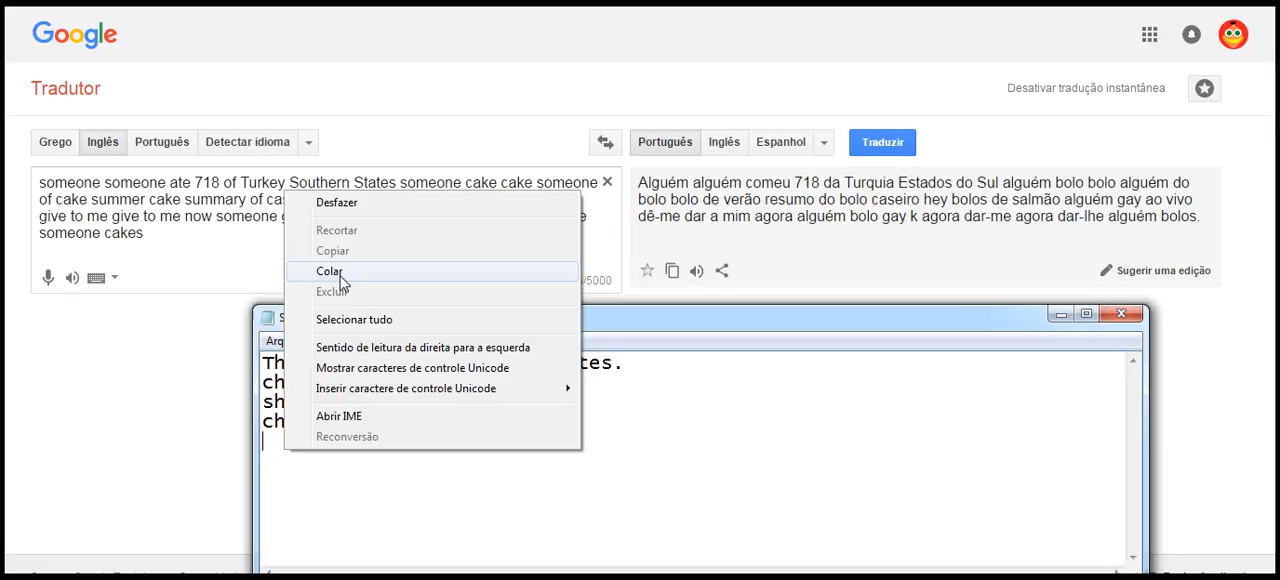 Google
Tradutor
Desativar tradução instantânea
Grego Inglês Português Detectar idioma
Português Inglês Espanhol Traduzir
someone someone ate 718 of Turkey Southern States someone cake cake someone
of cake summer cake summary of
give to me give to me now someone
someone cakes
/5000
Alguém alguém comeu 718 da Turquia Estados do Sul alguém bolo bolo alguém do
bolo bolo de verão resumo do bolo caseiro hey bolos de salmão alguém gay ao vivo
dê-me dar a mim agora alguém bolo gay k agora dar-me agora dar-lhe alguém bolos.
Sugerir uma edição
Desfazer
Recortar
Copiar
Colar
Excluir
Selecionar tudo
Sentido de leitura da direita para a esquerda
Mostrar caracteres de controle Unicode
Inserir caractere de controle Unicode
Abrir IME
Reconversão